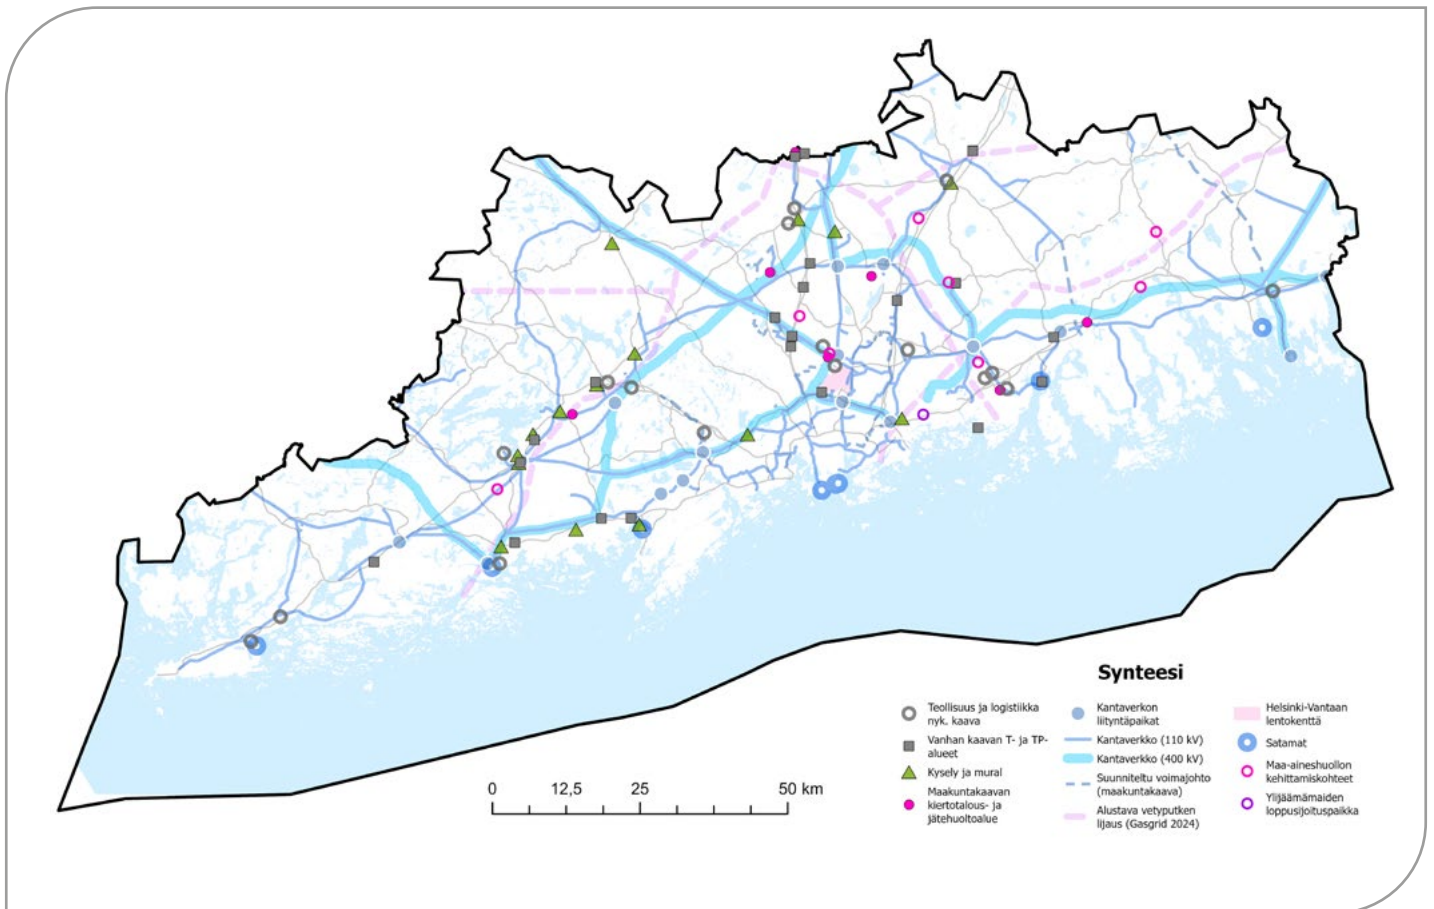 Synteesi
Teollisuus ja logistiikka
nyk. kaava
Vanhan kaavan T- ja TP-
alueet
Kysely ja mural
Maakuntakaavan
kiertotalous- ja
jätehuoltoalue
Kantaverkon
liityntäpaikat
Kantaverkko (110 kV)
Kantaverkko (400 kV)
Suunniteltu voimajohto
(maakuntakaava)
Alustava vetyputken
lijaus (Gasgrid 2024)
Helsinki-Vantaan
lentokenttä
Satamat
Maa-aineshuollon
kehittamiskohteet
Ylijäämämaiden
loppusijoituspaikka
0 12,5 25 50 km